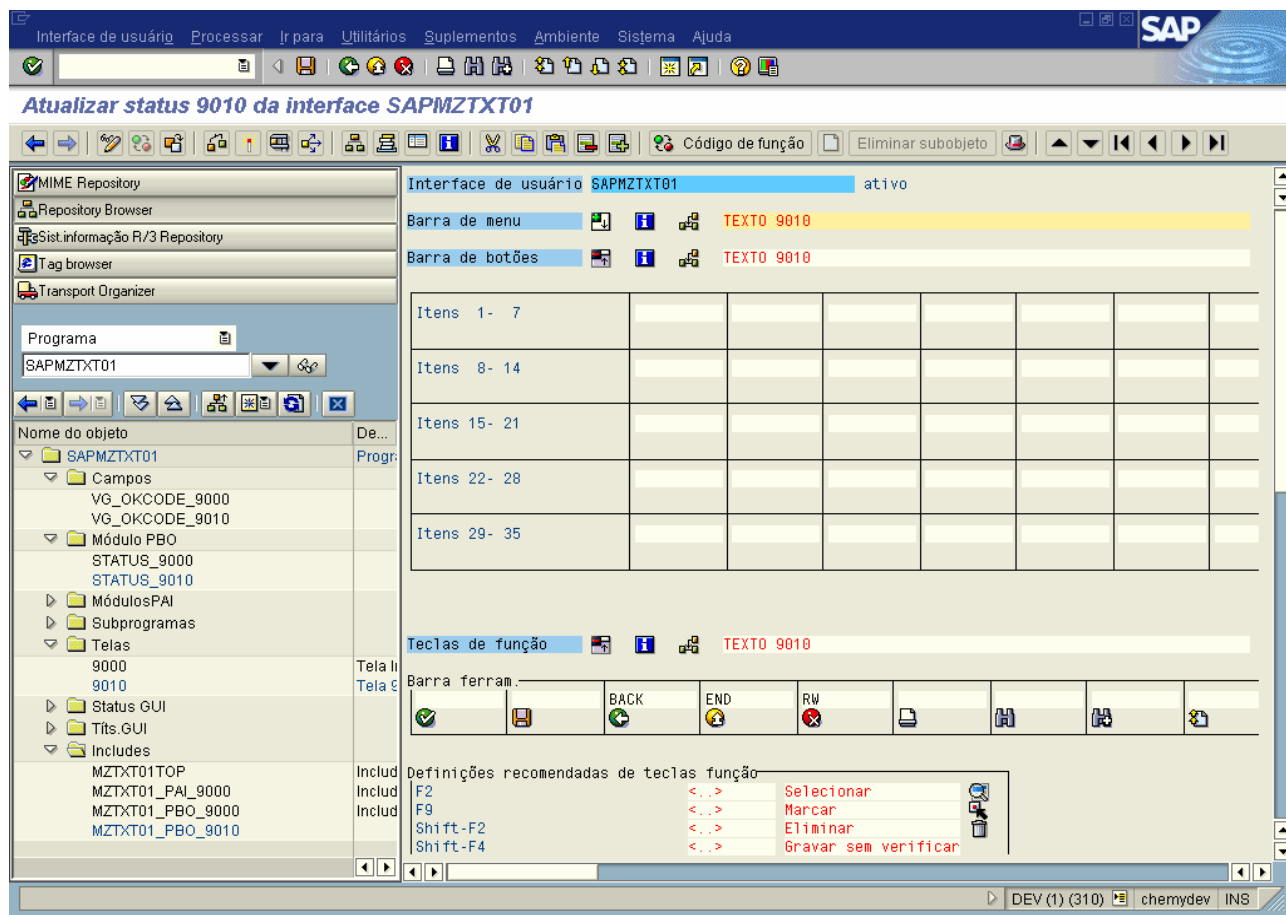 Interface de usuário Processar Ir para Utilitários Suplementos Ambiente Sistema Ajuda
SAP
Atualizar status 9010 da interface SAPMZTXT01
Código de função Eliminar subobjeto
MIME Repository
Repository Browser
Sist.informação R/3 Repository
Tag browser
Transport Organizer
Programa
SAPMZTXT01
Nome do objeto De...
SAPMZTXT01 Progr
Campos
VG_OKCODE_9000
VG_OKCODE_9010
Módulo PBO
STATUS_9000
STATUS_9010
MódulosPAI
Subprogramas
Telas
9000 Tela I
9010 Tela 9
Status GUI
Títs.GUI
Includes
MZTXT01TOP Includ
MZTXT01_PAI_9000 Includ
MZTXT01_PBO_9000 Includ
MZTXT01_PBO_9010
Interface de usuário SAPMZTXT01 ativo
Barra de menu TEXTO 9010
Barra de botões TEXTO 9010
Itens 1- 7
Itens 8- 14
Itens 15- 21
Itens 22- 28
Itens 29- 35
Teclas de função TEXTO 9010
Barra ferram.
BACK END RW
Definições recomendadas de teclas função
F2 <..> Selecionar
F9 <..> Marcar
Shift-F2 <..> Eliminar
Shift-F4 <..> Gravar sem verificar
DEV (1) (310) chemydev INS